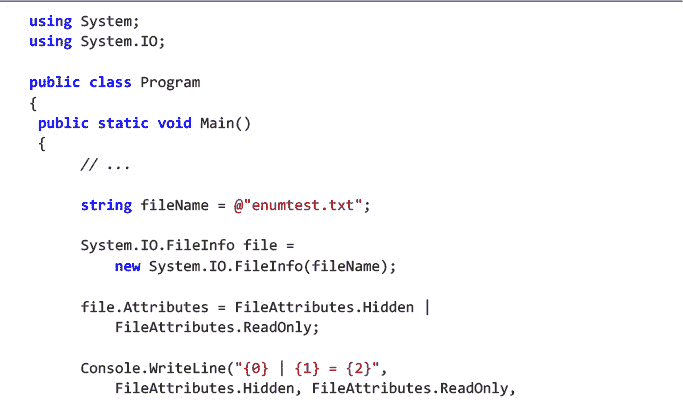 using System;
using System.IO;
public class Program
{
public static void Main()
{
// ...
string fileName = @"enumtest.txt";
System.IO.FileInfo file =
new System.IO.FileInfo(fileName);
file.Attributes = FileAttributes.Hidden |
FileAttributes.ReadOnly;
Console.WriteLine("{0} | {1} = {2}",
FileAttributes.Hidden, FileAttributes.ReadOnly,